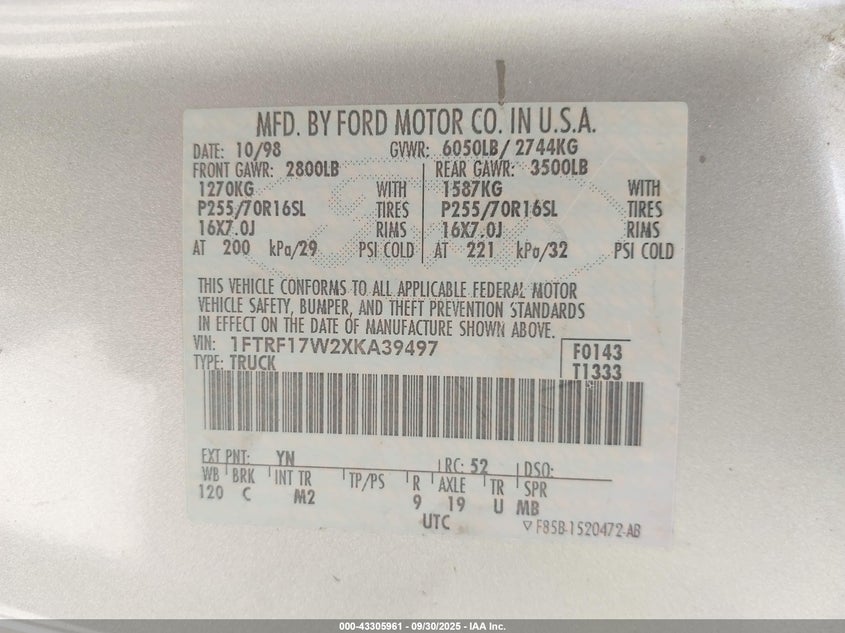 MFD. BY FORD MOTOR CO. IN U.S.A.
DATE: 10/98 GVWR: 6050LB/ 2744KG
FRONT GAWR: 2800LB REAR GAWR: 3500LB
1270KG WITH 1587KG WITH
P255/70R16SL TIRES P255/70R16SL TIRES
16X7.0J RIMS 16X7.0J RIMS
AT 200 kPa/29 PSI COLD AT 221 kPa/32 PSI COLD
THIS VEHICLE CONFORMS TO ALL APPLICABLE FEDERAL MOTOR
VEHICLE SAFETY, BUMPER, AND THEFT PREVENTION STANDARDS
IN EFFECT ON THE DATE OF MANUFACTURE SHOWN ABOVE.
VIN: 1FTRF17W2XKA39497 F0143
TYPE: TRUCK T1333
EXT PNT: YN RC: 52 DSO:
WB BRK INT TR TP/PS R AXLE TR SPR
120 C M2 9 19 U MB
UTC F85B-1520472-AB
000-43305961 - 09/30/2025 - IAA Inc.